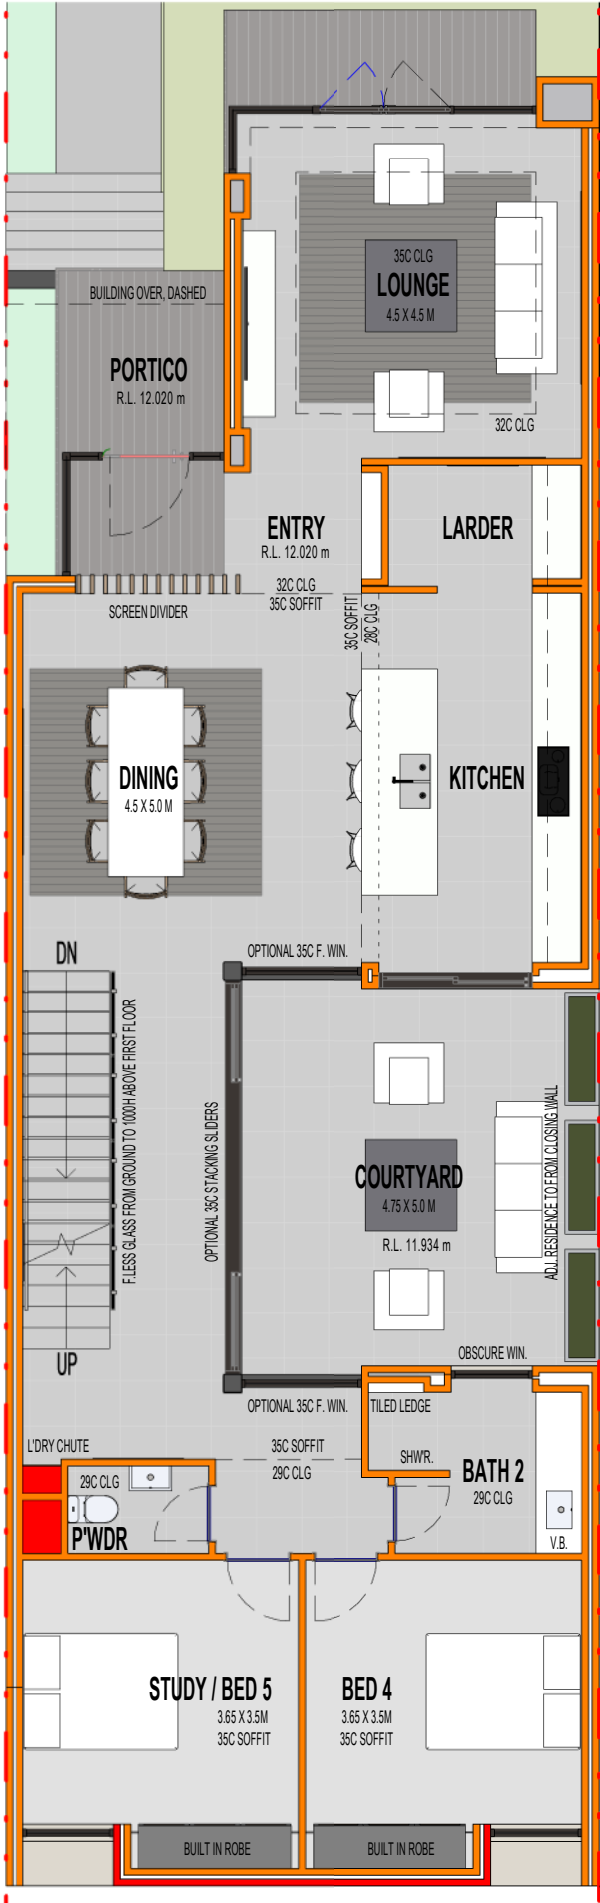 35C CLG
LOUNGE
4.5 X 4.5 M
BUILDING OVER, DASHED
PORTICO
R.L. 12.020 m
32C CLG
ENTRY
R.L. 12.020 m
LARDER
32C CLG
35C SOFFIT
SCREEN DIVIDER
35C SOFFIT
28C CLG
DINING
4.5 X 5.0 M
KITCHEN
DN
OPTIONAL 35C F. WIN.
F.LESS GLASS FROM GROUND TO 1000H ABOVE FIRST FLOOR
OPTIONAL 35C STACKING SLIDERS
COURTYARD
4.75 X 5.0 M
R.L. 11.934 m
ADJ. RESIDENCE TO FROM CLOSING WALL
UP
OBSCURE WIN.
OPTIONAL 35C F. WIN.
TILED LEDGE
L'DRY CHUTE
35C SOFFIT
29C CLG
SHW'R.
BATH 2
29C CLG
29C CLG
P'WDR
V.B.
STUDY / BED 5
3.65 X 3.5M
35C SOFFIT
BED 4
3.65 X 3.5M
35C SOFFIT
BUILT IN ROBE
BUILT IN ROBE